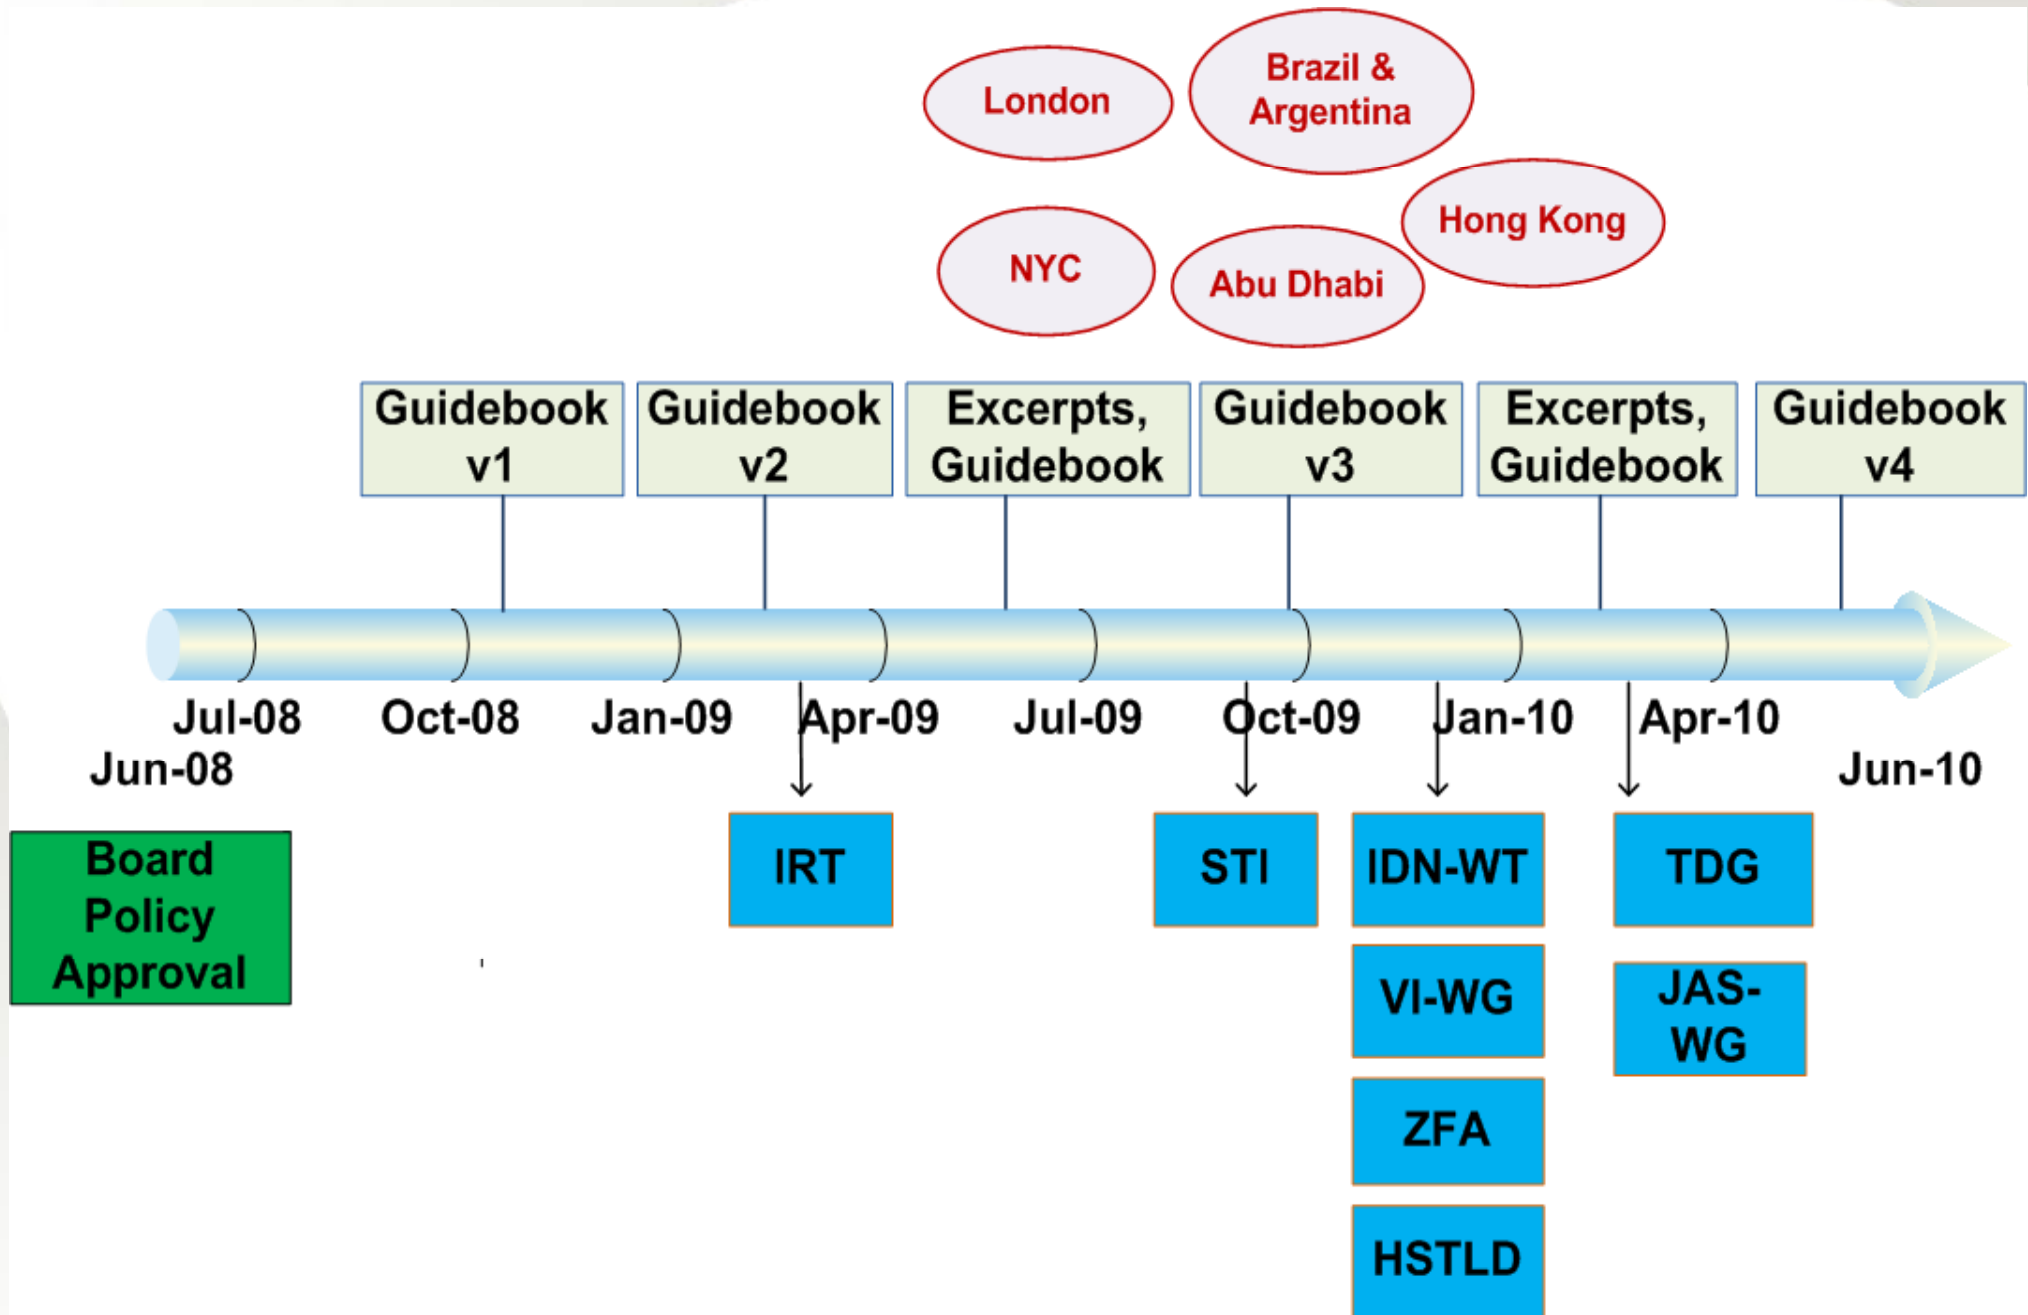 London
Brazil &
Argentina
Hong Kong
NYC
Abu Dhabi
Guidebook
v1
Guidebook
v2
Excerpts,
Guidebook
Guidebook
v3
Excerpts,
Guidebook
Guidebook
v4
Jul-08
Oct-08
Jan-09
Apr-09
Jul-09
Oct-09
Jan-10
Apr-10
Jun-08
Jun-10
Board
Policy
Approval
IRT
STI
IDN-WT
TDG
VI-WG
JAS-
WG
ZFA
HSTLD